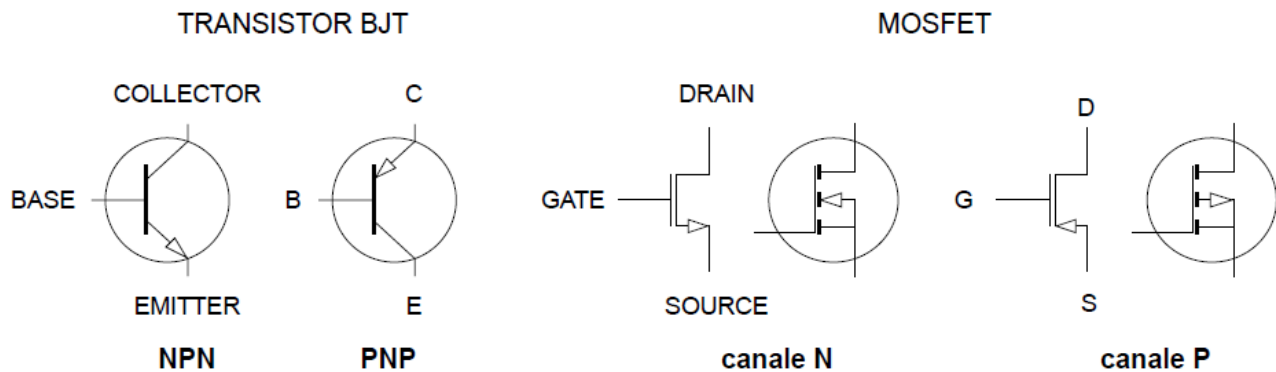 TRANSISTOR BJT
MOSFET
COLLECTOR
C
DRAIN
D
BASE
B
GATE
G
EMITTER
E
SOURCE
S
NPN
PNP
canale N
canale P